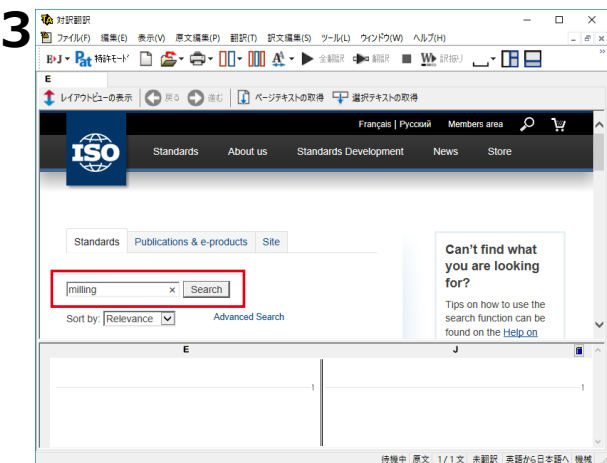 3
対訳翻訳
ファイル(F) 編集(E) 表示(V) 原文編集(P) 翻訳(T) 訳文編集(S) ツール(L) ウインドウ(W) ヘルプ(H)
E›J Pat 特許モード 全翻訳 翻訳 訳振り
E
レイアウトビューの表示 戻る 進む ページテキストの取得 選択テキストの取得
Français | Русский Members area
ISO Standards About us Standards Development News Store
Standards Publications & e-products Site
Can't find what
you are looking
for?
milling × Search
Tips on how to use the
Sort by: Relevance Advanced Search
search function can be
found on the Help on
E J
1 1
待機中 原文 1/1文 未翻訳 英語から日本語へ 機械